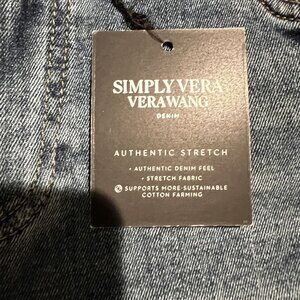 SIMPLY VERA
VERAWANG
DENIM
AUTHENTIC STRETCH
• AUTHENTIC DENIM FEEL
• STRETCH FABRIC
SUPPORTS MORE-SUSTAINABLE
COTTON FARMING